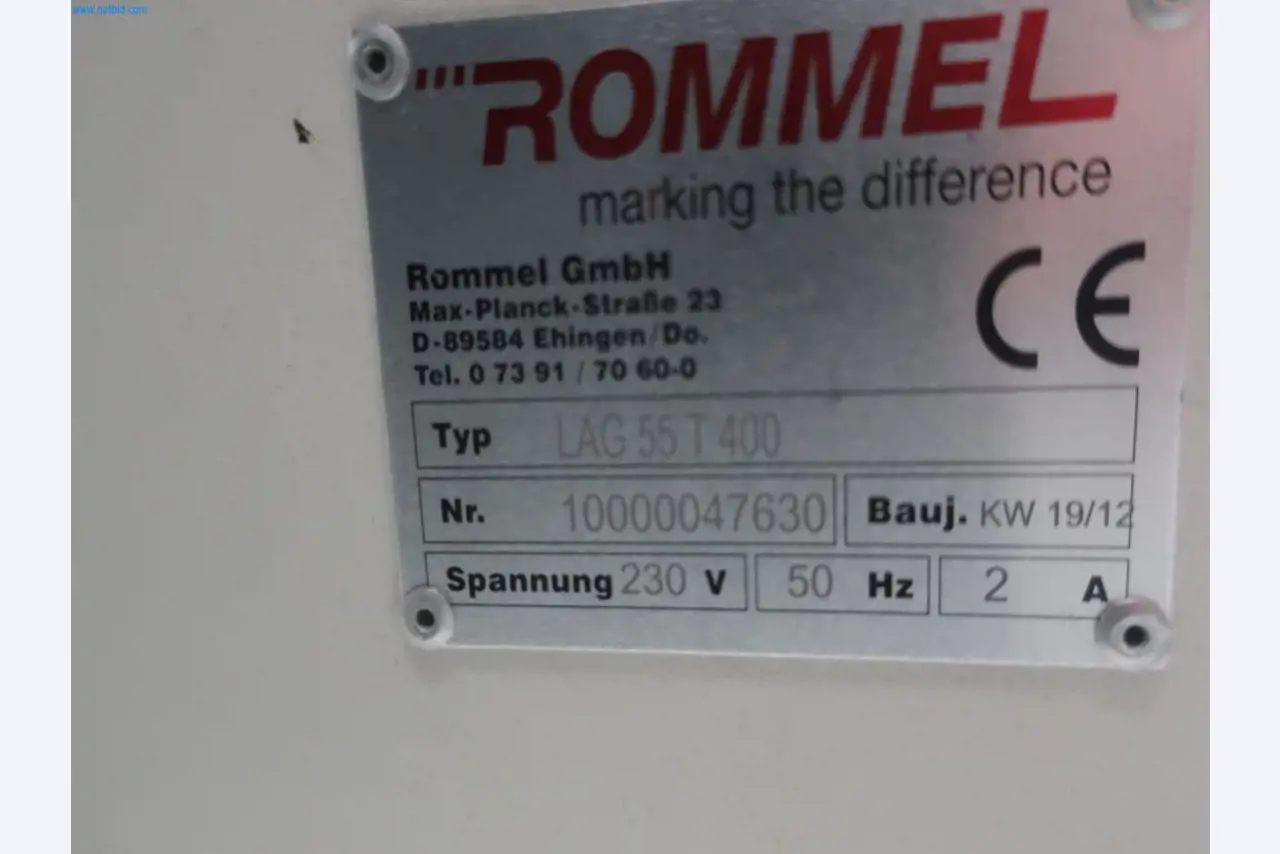 www.netbid.com
ROMMEL
marking the difference
Rommel GmbH
Max-Planck-Straße 23
D-89584 Ehingen/Do.
Tel. 0 73 91 / 70 60-0
CE
Typ LAG 55 T 400
Nr. 10000047630 Bauj. KW 19/12
Spannung 230 V 50 Hz 2 A